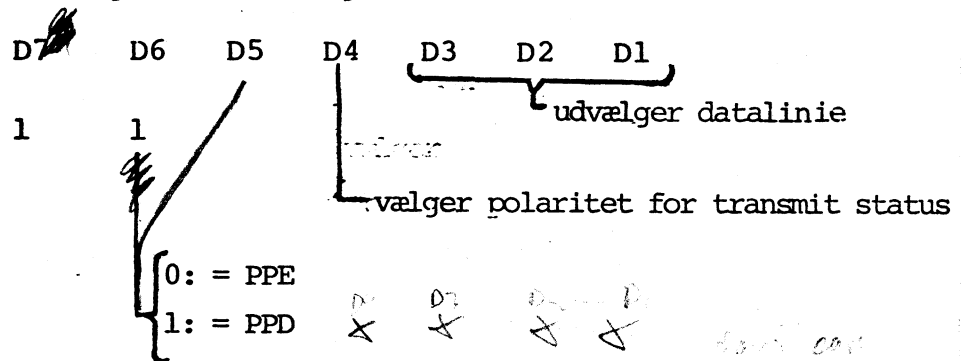 D7 D6 D5 D4 D3 D2 D1
udvælger datalinie
1 1
vælger polaritet for transmit status
0: = PPE
1: = PPD
X X X X